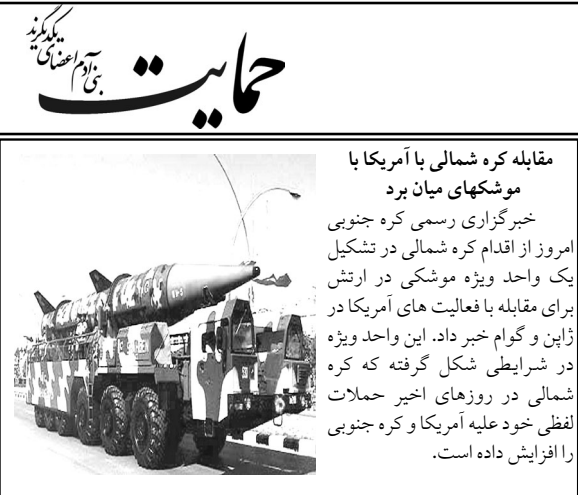 حمایت
بنی آدم اعضای یکدیگرند
مقابله کره شمالی با آمریکا با
موشکهای میان برد
خبرگزاری رسمی کره جنوبی
امروز از اقدام کره شمالی در تشکیل
یک واحد ویژه موشکی در ارتش
برای مقابله با فعالیت های آمریکا در
ژاپن و گوام خبر داد. این واحد ویژه
در شرایطی شکل گرفته که کره
شمالی در روزهای اخیر حملات
لفظی خود علیه آمریکا و کره جنوبی
را افزایش داده است.